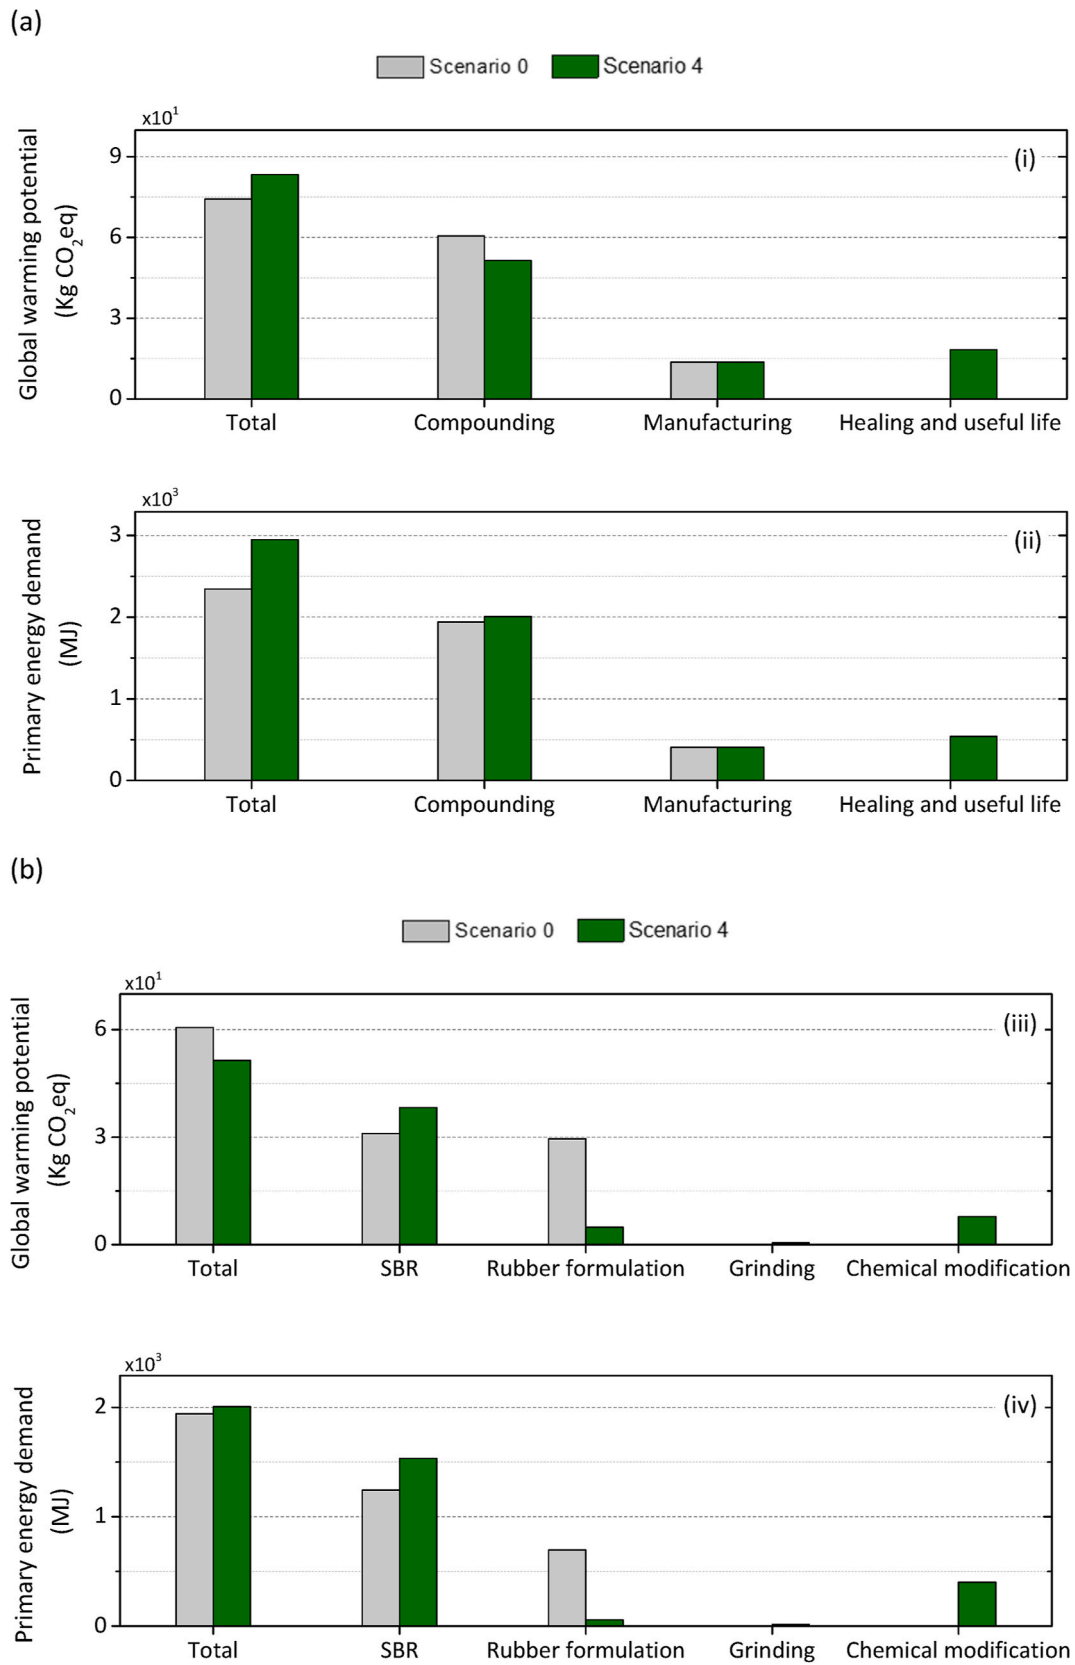 (a)
Scenario 0 Scenario 4
x10¹
Global warming potential
(Kg CO₂eq)
9
6
3
0
(i)
Total Compounding Manufacturing Healing and useful life
x10³
Primary energy demand
(MJ)
3
2
1
0
(ii)
Total Compounding Manufacturing Healing and useful life
(b)
Scenario 0 Scenario 4
x10¹
Global warming potential
(Kg CO₂eq)
6
3
0
(iii)
Total SBR Rubber formulation Grinding Chemical modification
x10³
Primary energy demand
(MJ)
2
1
0
(iv)
Total SBR Rubber formulation Grinding Chemical modification